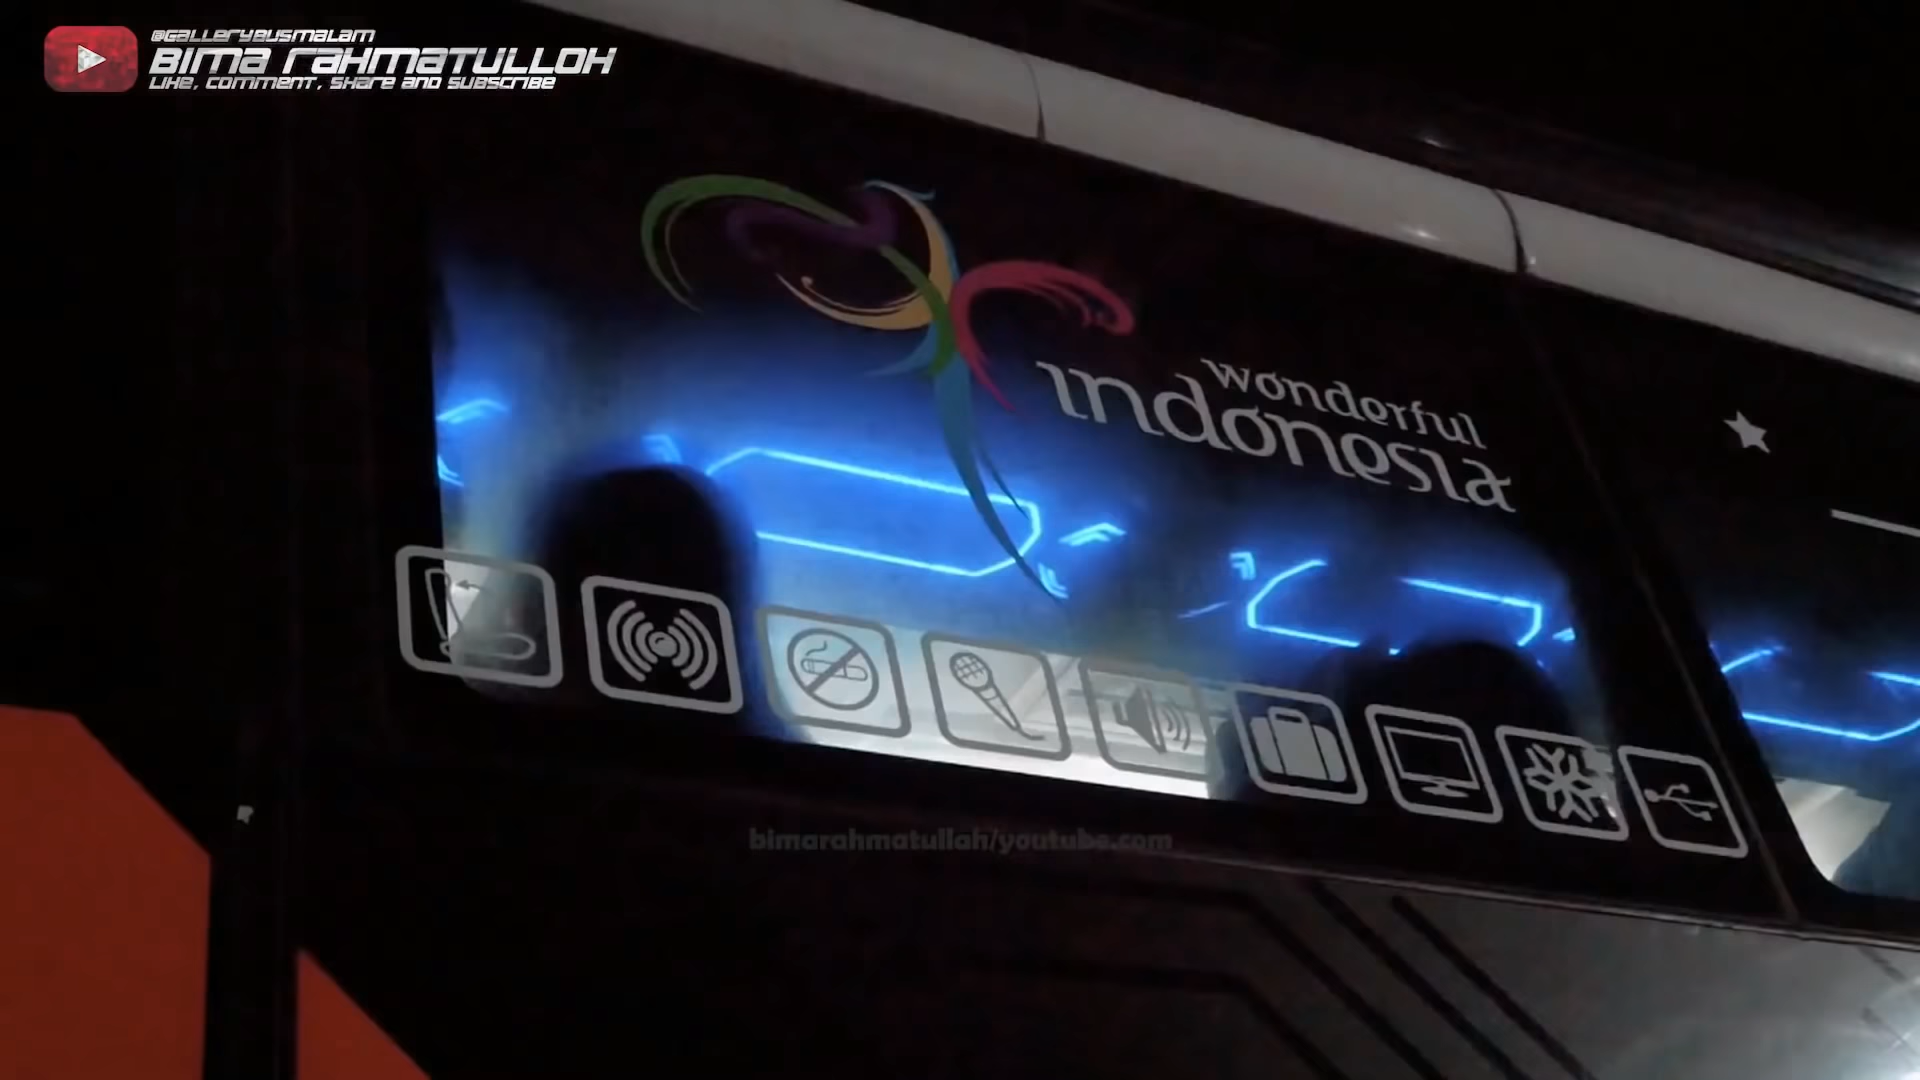 @GALLERYBUSMALAM
BIMA RAHMATULLOH
LIKE, COMMENT, SHARE AND SUBSCRIBE
wonderful
indonesia
R
bimarahmatullah/youtube.com